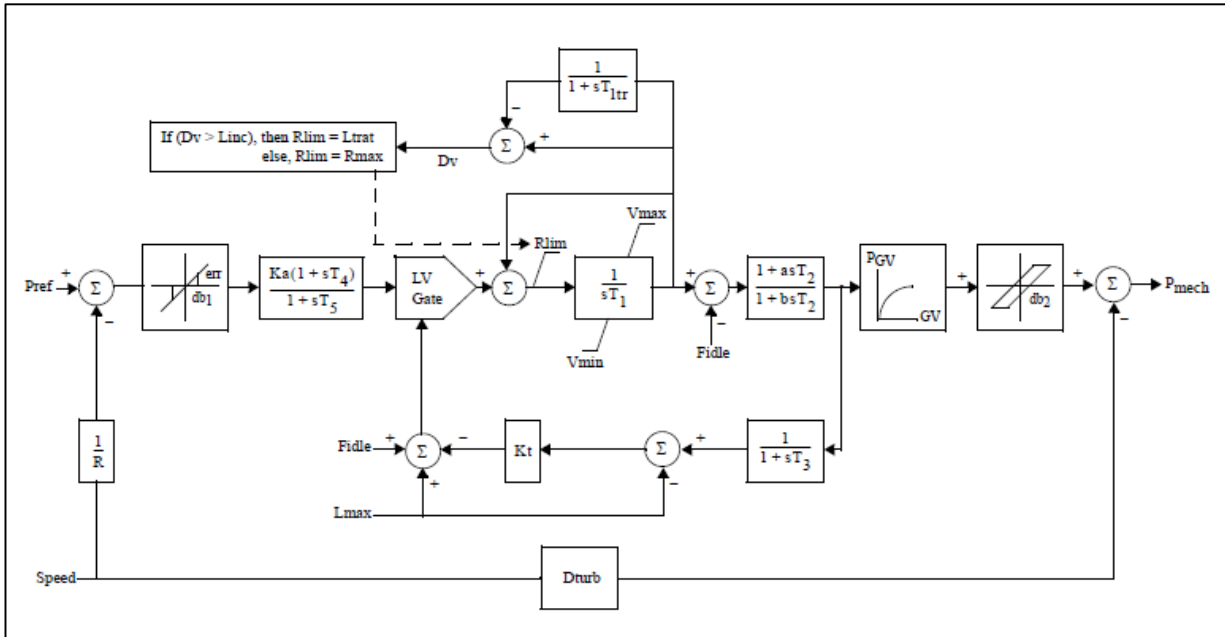 1
1 + sT1tr
−
If (Dv > Linc), then Rlim = Ltrat
else, Rlim = Rmax
Σ
+
Dv
Vmax
Rlim
Pref
+
Σ
−
err
db1
Ka(1 + sT4)
1 + sT5
LV
Gate
+
Σ
1
sT1
Vmin
+
Σ
−
Fidle
1 + asT2
1 + bsT2
PGV
GV
+
db2
+
Σ
−
Pmech
1
R
Fidle
+
Σ
−
+
Kt
Σ
+
−
1
1 + sT3
Lmax
Speed
Dturb